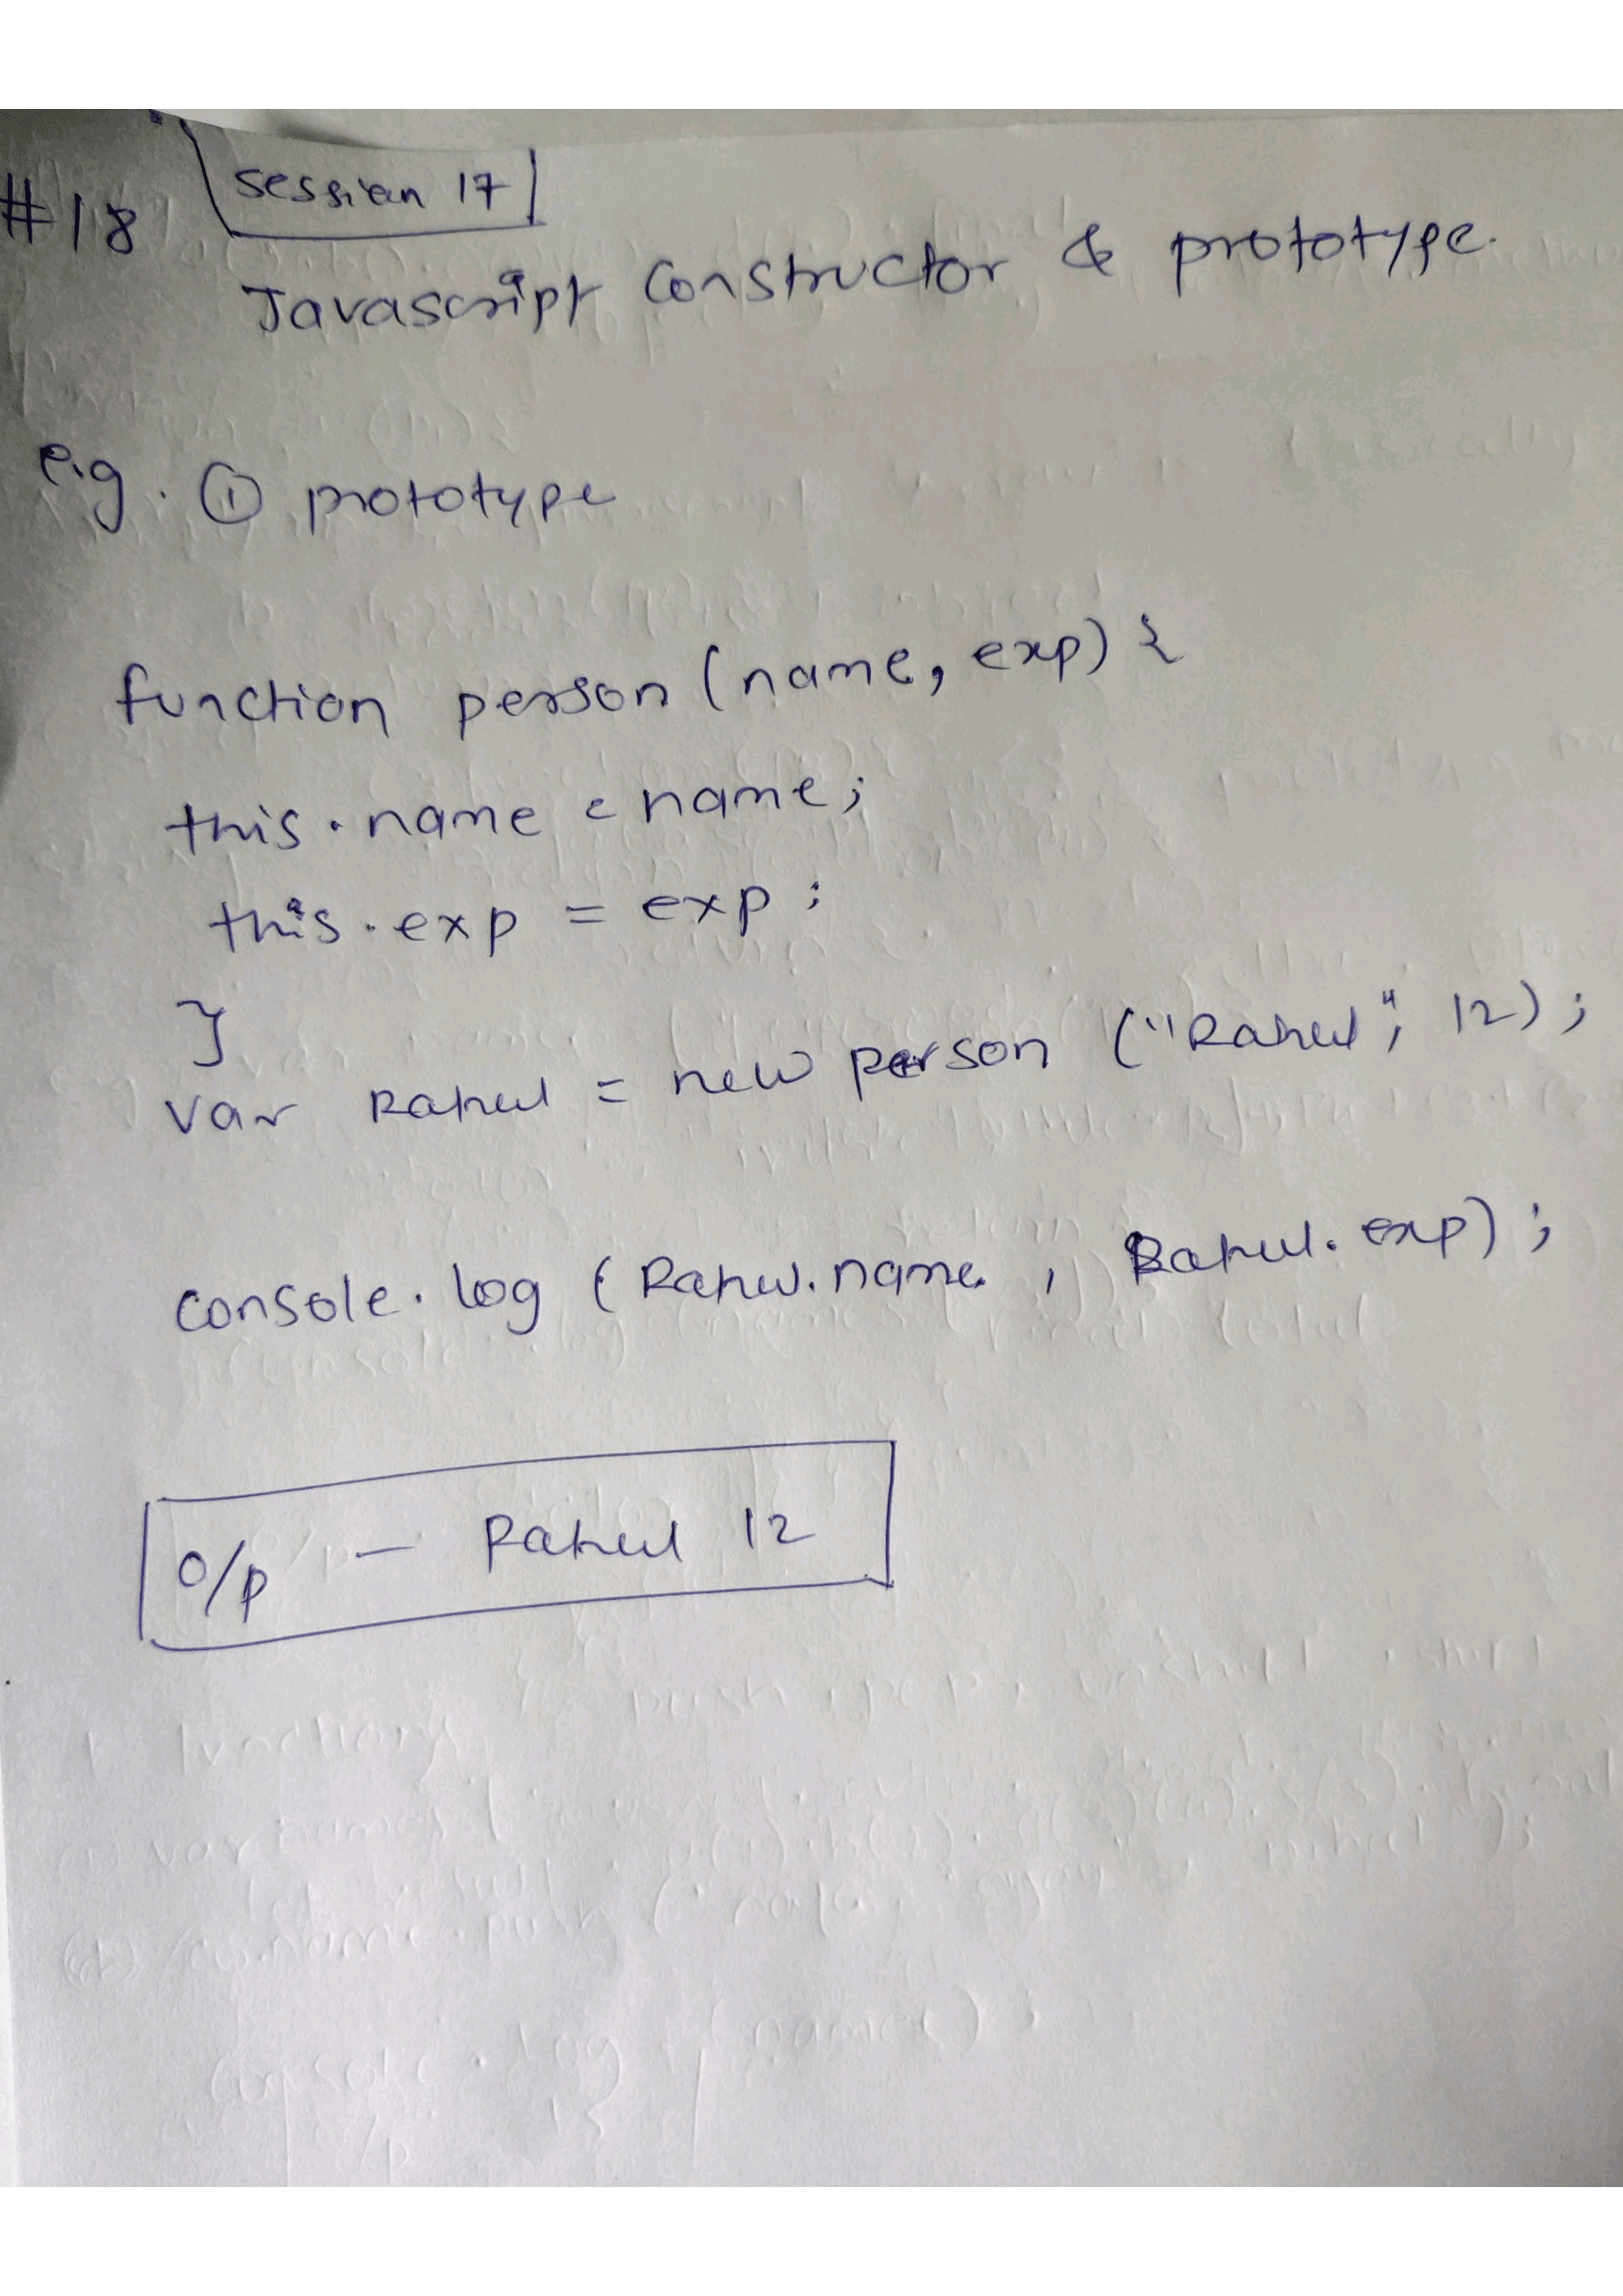 #18 session 17
Javascript Constructor & prototype.
e.g. ① prototype
function person (name, exp) {
this.name = name;
this.exp = exp;
}
var Rahul = new person ("Rahul", 12);
console.log (Rahul.name, Rahul.exp);
o/p — Rahul 12